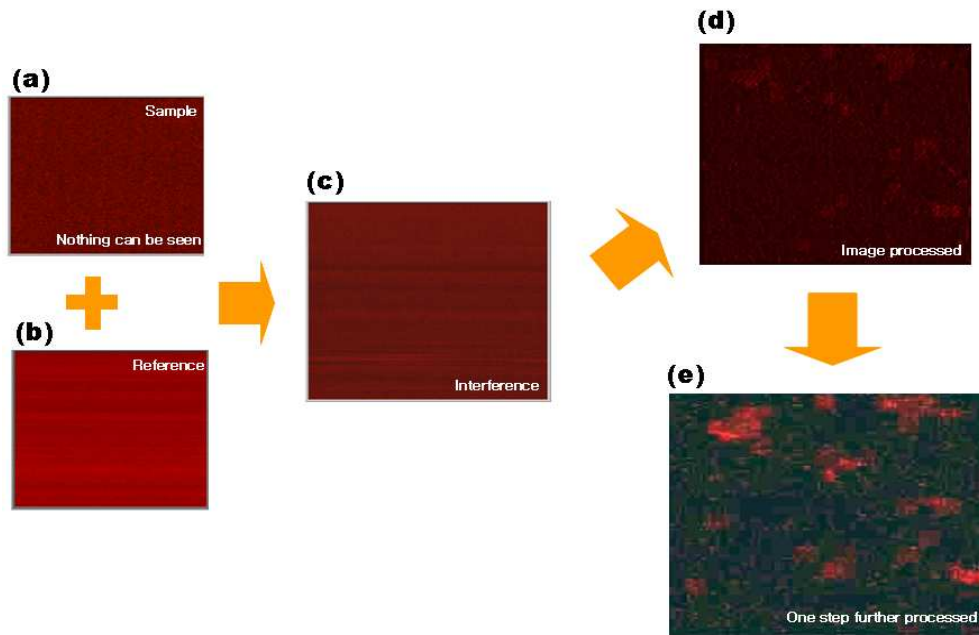 (a)
Sample
Nothing can be seen
(b)
Reference
(c)
Interference
(d)
Image processed
(e)
One step further processed